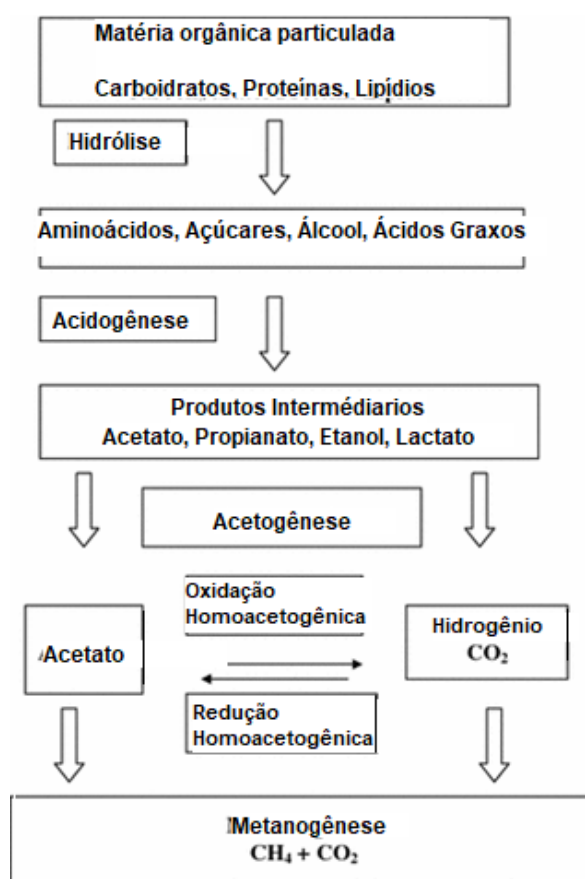 Matéria orgânica particulada
Carboidratos, Proteínas, Lipídios
Hidrólise
Aminoácidos, Açúcares, Álcool, Ácidos Graxos
Acidogênese
Produtos Intermédiarios
Acetato, Propianato, Etanol, Lactato
Acetogênese
Oxidação
Homoacetogênica
Acetato
Hidrogênio
CO₂
Redução
Homoacetogênica
Metanogênese
CH₄ + CO₂